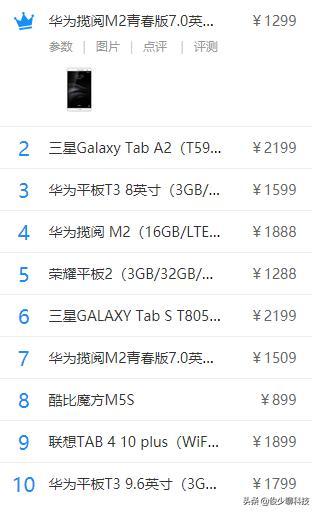 华为揽阅M2青春版7.0英... ￥1299
参数 | 图片 | 点评 | 评测
2 三星Galaxy Tab A2（T59... ￥2199
3 华为平板T3 8英寸（3GB/... ￥1599
4 华为揽阅 M2（16GB/LTE... ￥1888
5 荣耀平板2（3GB/32GB/... ￥1288
6 三星GALAXY Tab S T805... ￥2199
7 华为揽阅M2青春版7.0英... ￥1509
8 酷比魔方M5S ￥899
9 联想TAB 4 10 plus（WiF... ￥1899
10 华为平板T3 9.6英寸（3G... ￥1799
头条 @俊少聊科技